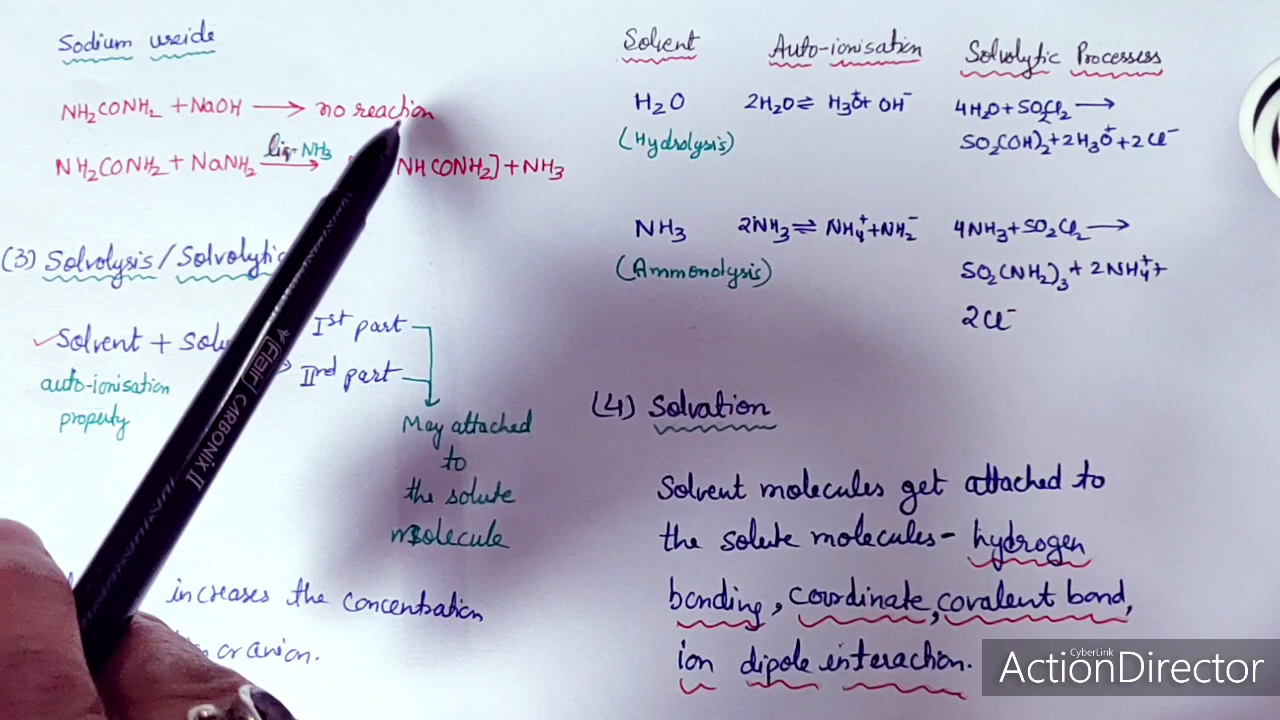 Sodium ureide
NH2CONH2 + NaOH ⟶ no reaction
NH2CONH2 + NaNH2 liq. NH3 ⟶ NHCONH2] + NH3
(3) Solvolysis / Solvolytic
✓ Solvent + Solu
auto-ionisation
property
Ist part
IInd part
May attached
to
the solute
molecule
increases the concentration
or anion.
Flair CARBONIX II
Solvent Auto-ionisation Solvolytic Processess
H2O 2H2O ⇌ H3O+ + OH- 4H2O + SO2Cl2 ⟶
(Hydrolysis) SO2(OH)2 + 2H3O+ + 2Cl-
NH3 2NH3 ⇌ NH4+ + NH2- 4NH3 + SO2Cl2 ⟶
(Ammonolysis) SO2(NH2)3 + 2NH4+ +
2Cl-
(4) Solvation
Solvent molecules get attached to
the solute molecules - hydrogen
bonding, coordinate, covalent bond,
ion dipole interaction.
CyberLink
ActionDirector